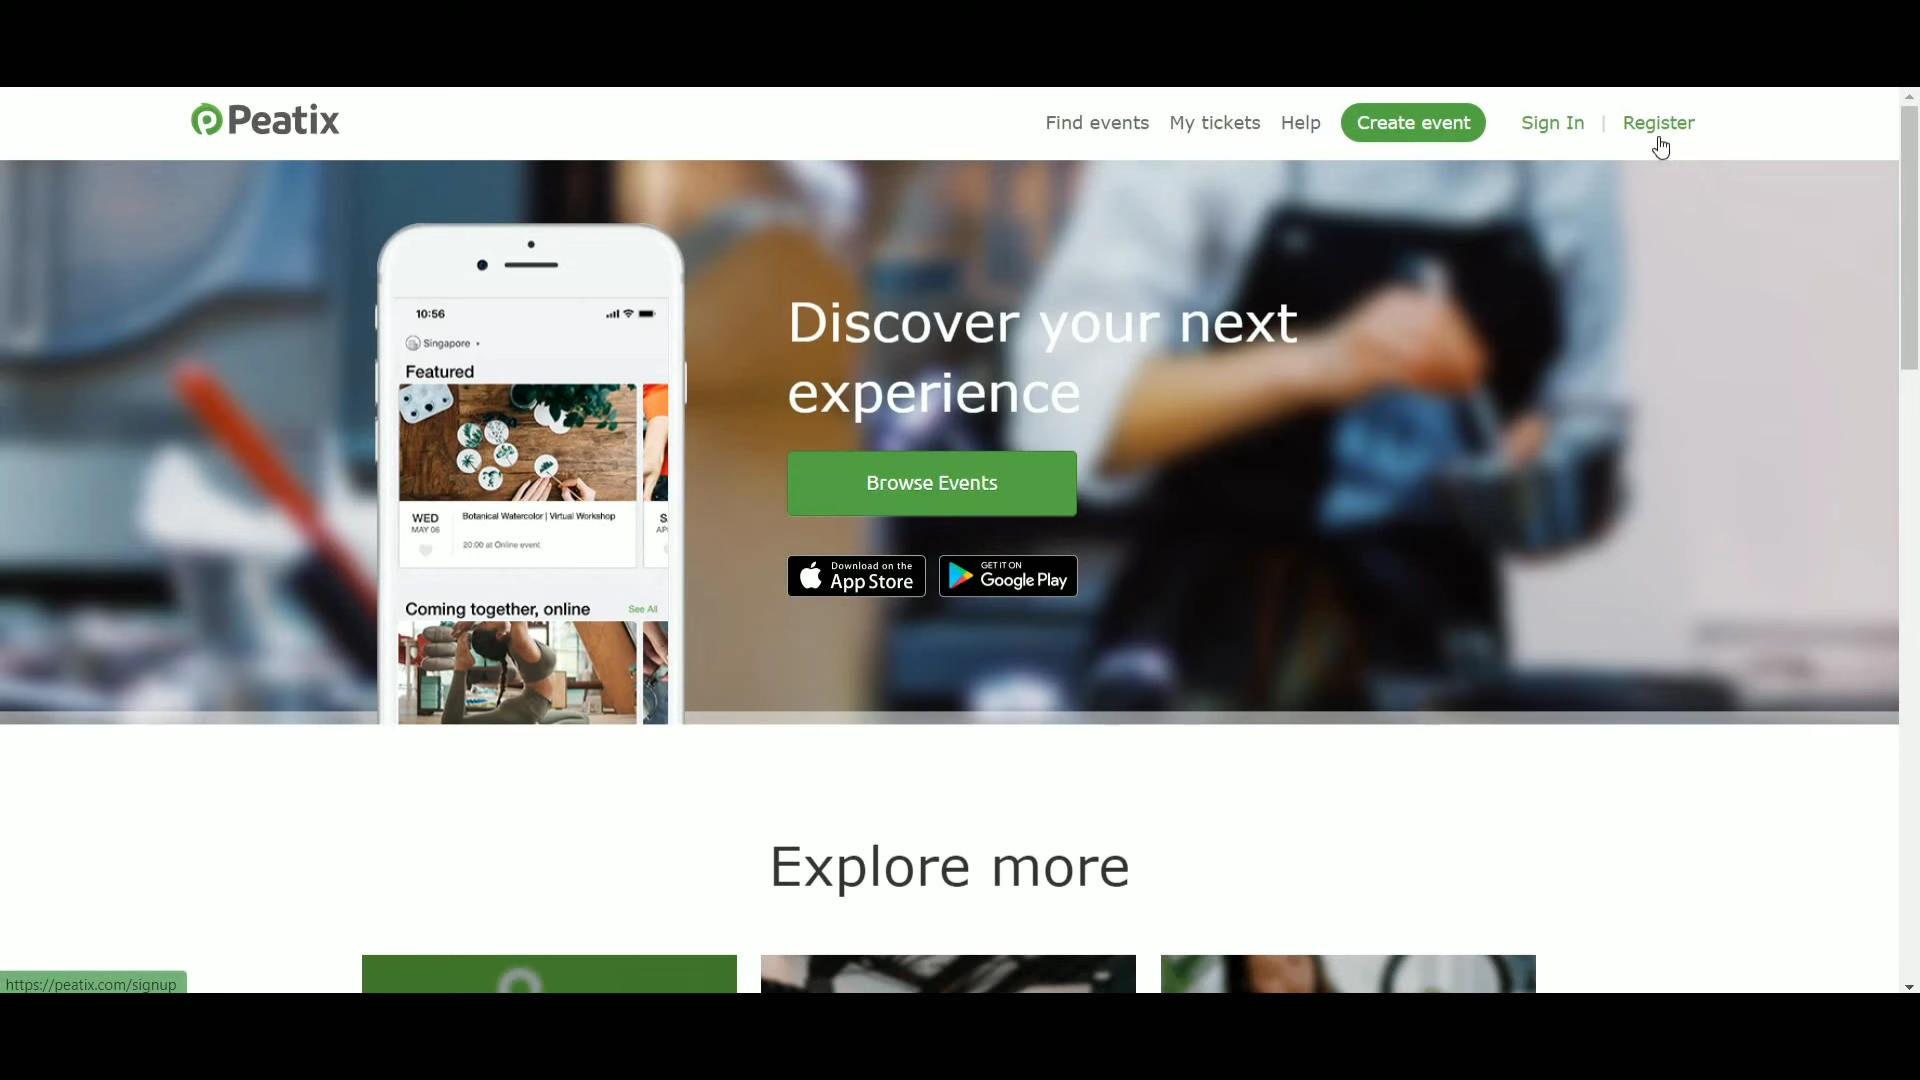 Peatix
Find events My tickets Help Create event Sign In | Register
10:56
Singapore
Featured
WED
MAY 06
Botanical Watercolor | Virtual Workshop
20:00 at Online event
Coming together, online See All
Discover your next
experience
Browse Events
Download on the
App Store
GET IT ON
Google Play
Explore more
https://peatix.com/signup